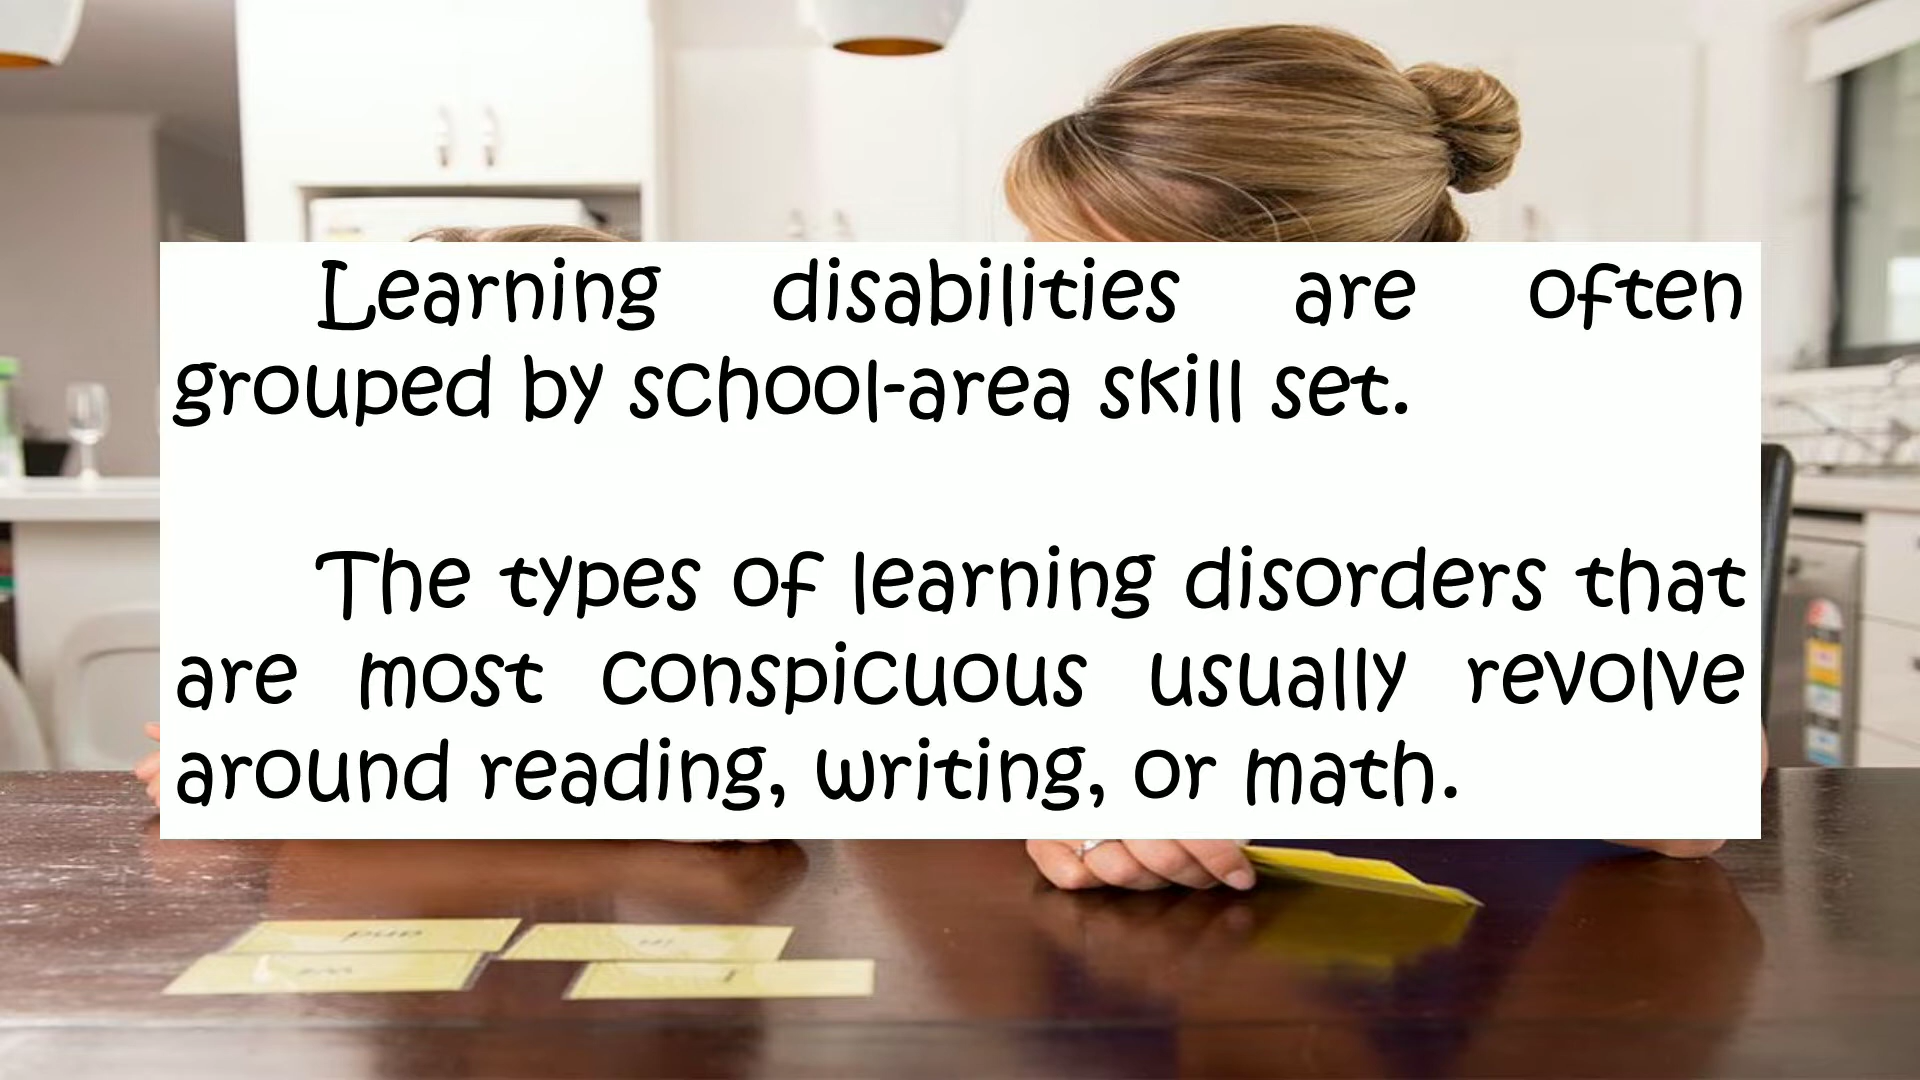 Learning disabilities are often
grouped by school-area skill set.
The types of learning disorders that
are most conspicuous usually revolve
around reading, writing, or math.